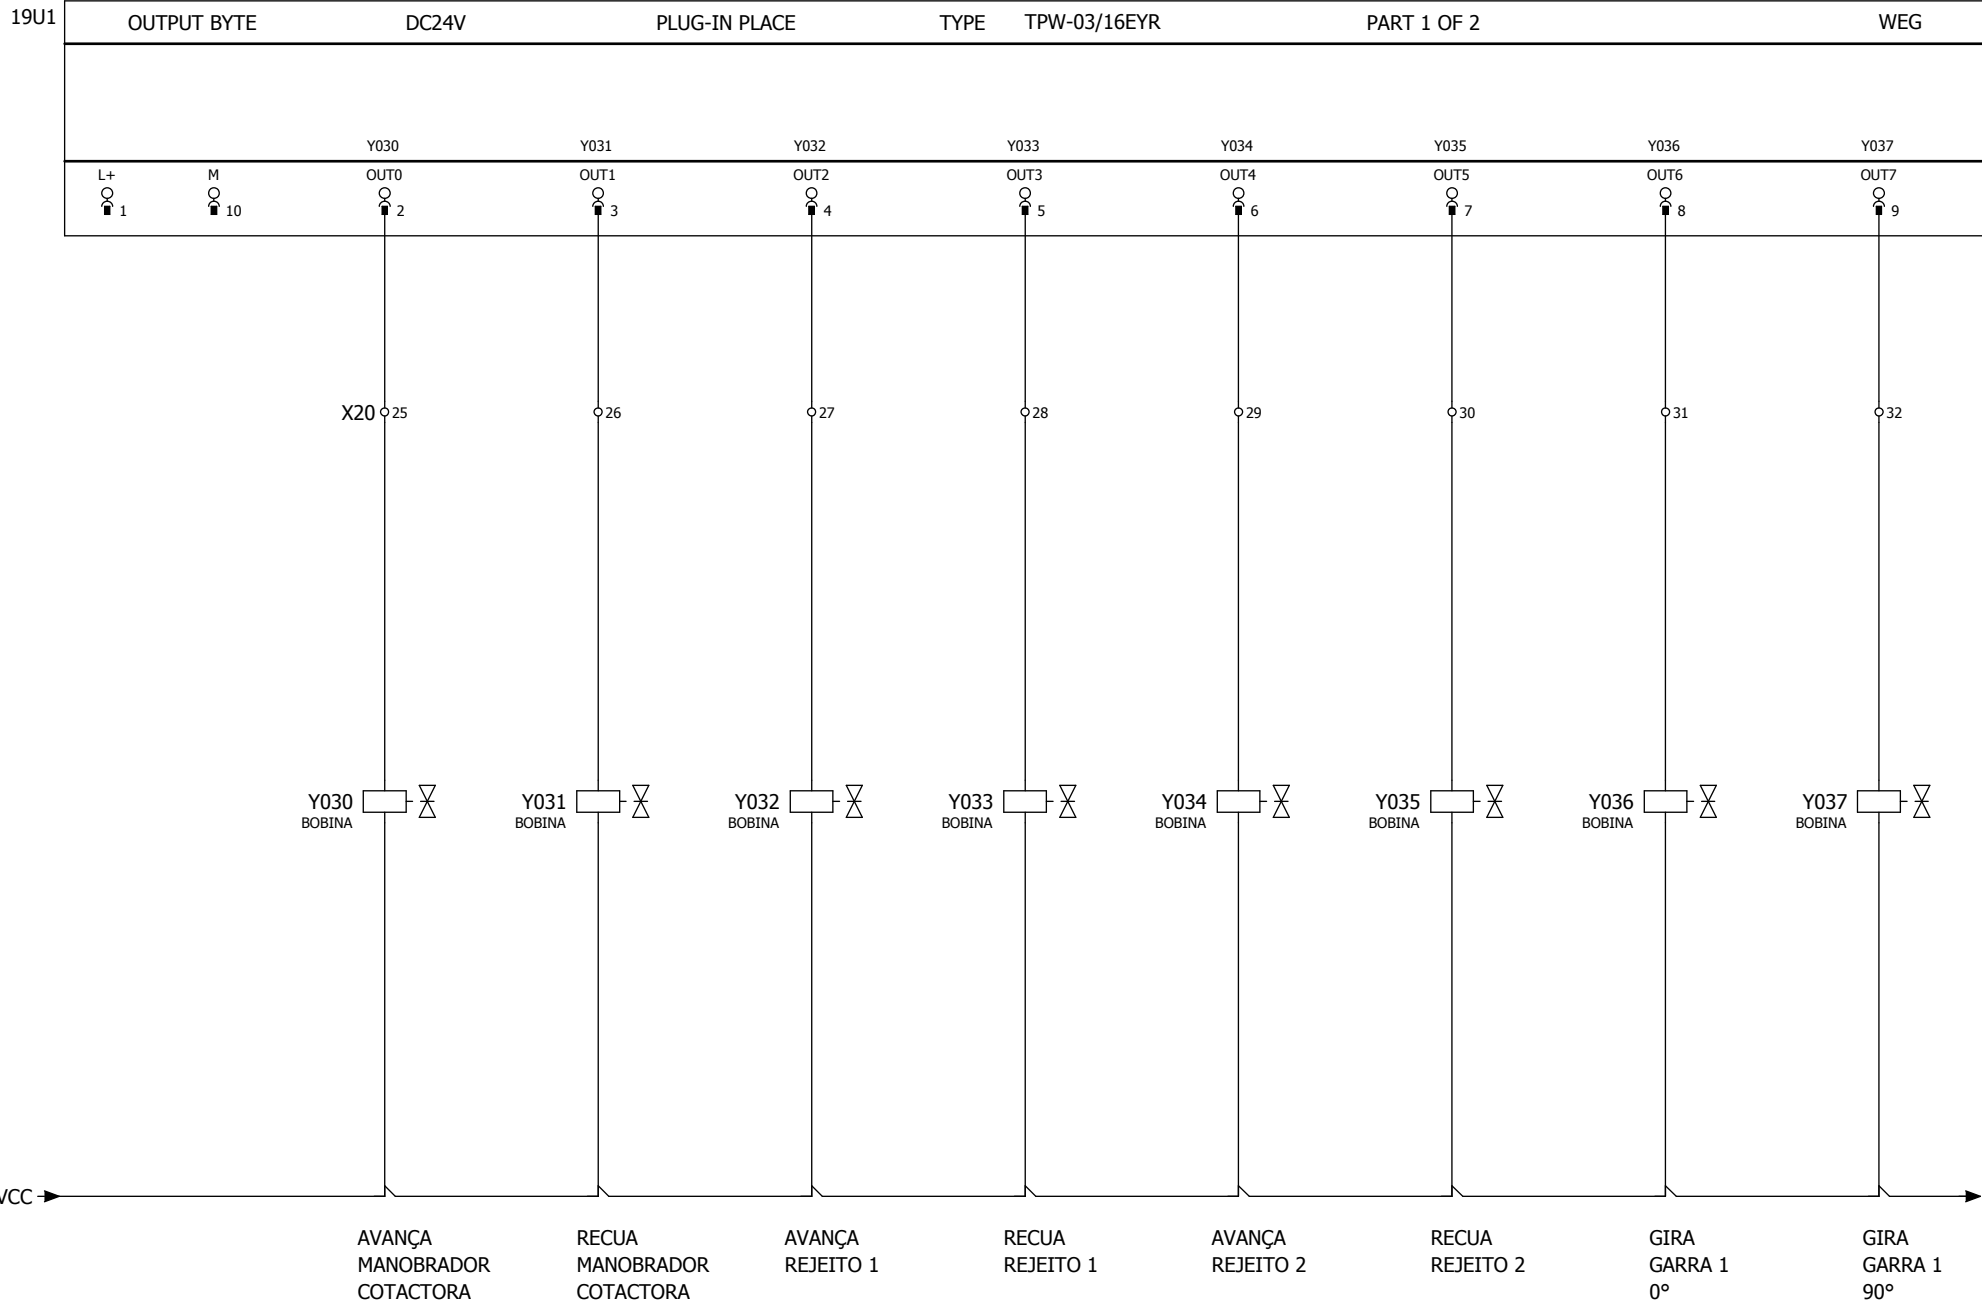 19U1 OUTPUT BYTE DC24V PLUG-IN PLACE TYPE TPW-03/16EYR PART 1 OF 2 WEG
Y030 Y031 Y032 Y033 Y034 Y035 Y036 Y037
L+ M OUT0 OUT1 OUT2 OUT3 OUT4 OUT5 OUT6 OUT7
1 10 2 3 4 5 6 7 8 9
X20 25 26 27 28 29 30 31 32
Y030 Y031 Y032 Y033 Y034 Y035 Y036 Y037
BOBINA BOBINA BOBINA BOBINA BOBINA BOBINA BOBINA BOBINA
VCC
AVANÇA RECUA AVANÇA RECUA AVANÇA RECUA GIRA GIRA
MANOBRADOR MANOBRADOR REJEITO 1 REJEITO 1 REJEITO 2 REJEITO 2 GARRA 1 GARRA 1
COTACTORA COTACTORA 0° 90°